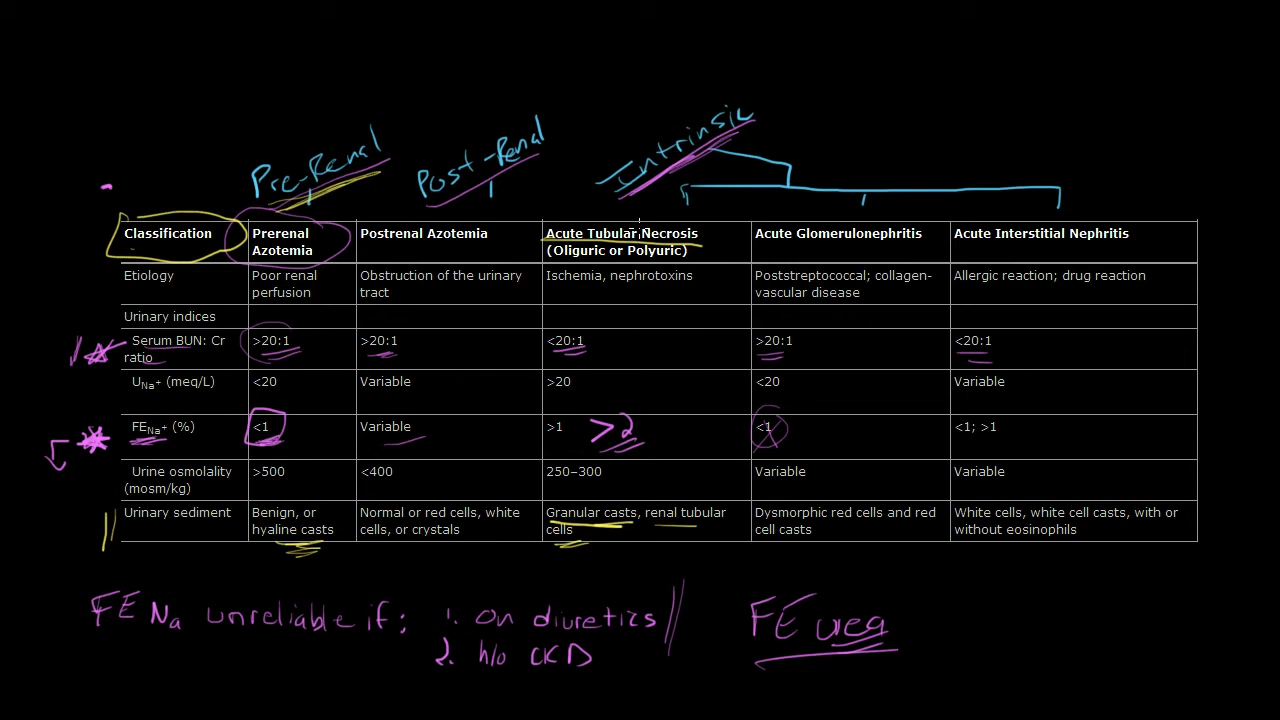 Pre-Renal Post-Renal Intrinsic
Classification Prerenal Azotemia Postrenal Azotemia Acute Tubular Necrosis (Oliguric or Polyuric) Acute Glomerulonephritis Acute Interstitial Nephritis
Etiology Poor renal perfusion Obstruction of the urinary tract Ischemia, nephrotoxins Poststreptococcal; collagen-vascular disease Allergic reaction; drug reaction
Urinary indices
Serum BUN: Cr ratio >20:1 >20:1 <20:1 >20:1 <20:1
UNa+ (meq/L) <20 Variable >20 <20 Variable
FENa+ (%) <1 Variable >1 >2 <1 <1; >1
Urine osmolality (mosm/kg) >500 <400 250–300 Variable Variable
Urinary sediment Benign, or hyaline casts Normal or red cells, white cells, or crystals Granular casts, renal tubular cells Dysmorphic red cells and red cell casts White cells, white cell casts, with or without eosinophils
FE Na unreliable if: 1. on diuretics FE urea
2. h/o CKD